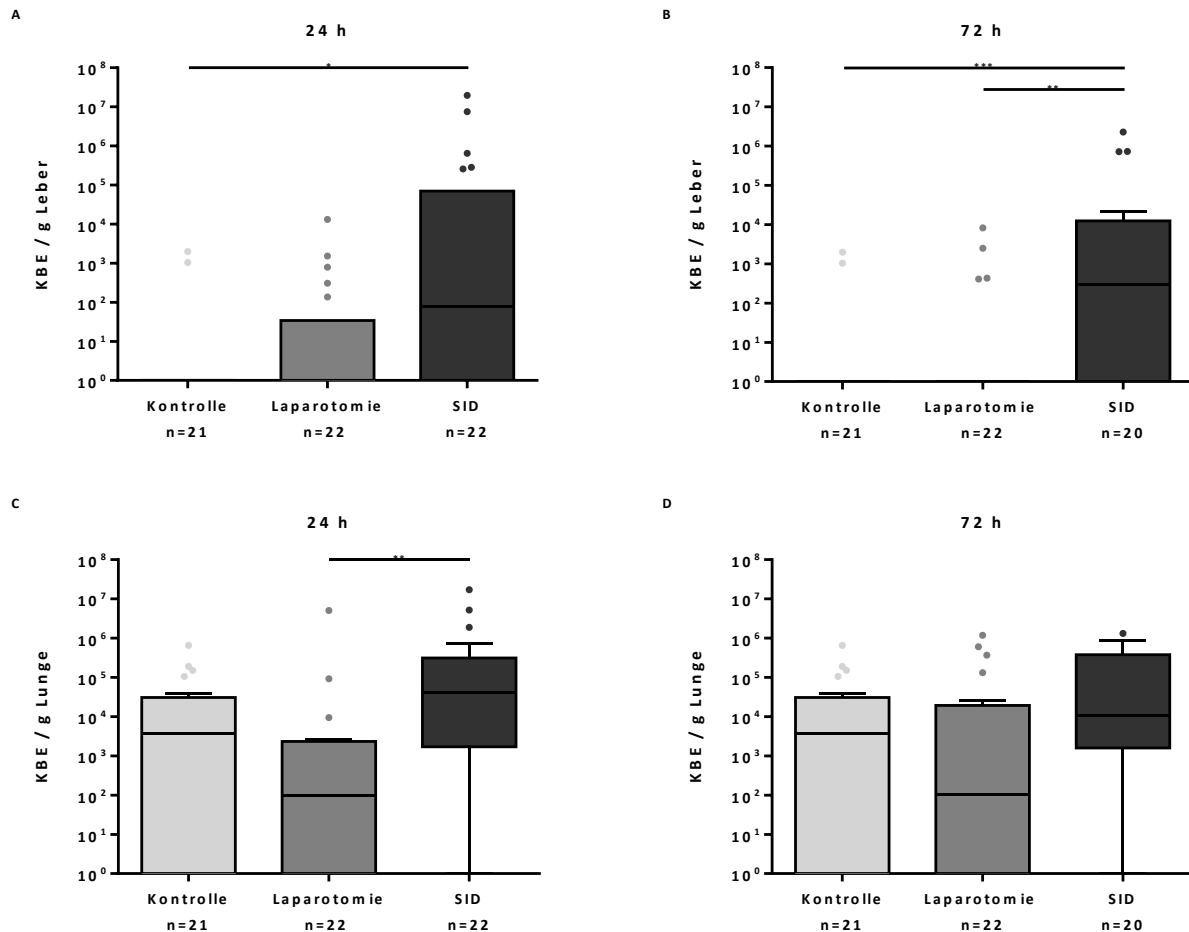 A
24 h
*
KBE / g Leber
10⁸
10⁷
10⁶
10⁵
10⁴
10³
10²
10¹
10⁰
Kontrolle Laparotomie SID
n=21 n=22 n=22
B
72 h
***
**
KBE / g Leber
10⁸
10⁷
10⁶
10⁵
10⁴
10³
10²
10¹
10⁰
Kontrolle Laparotomie SID
n=21 n=22 n=20
C
24 h
**
KBE / g Lunge
10⁸
10⁷
10⁶
10⁵
10⁴
10³
10²
10¹
10⁰
Kontrolle Laparotomie SID
n=21 n=22 n=22
D
72 h
KBE / g Lunge
10⁸
10⁷
10⁶
10⁵
10⁴
10³
10²
10¹
10⁰
Kontrolle Laparotomie SID
n=21 n=22 n=20